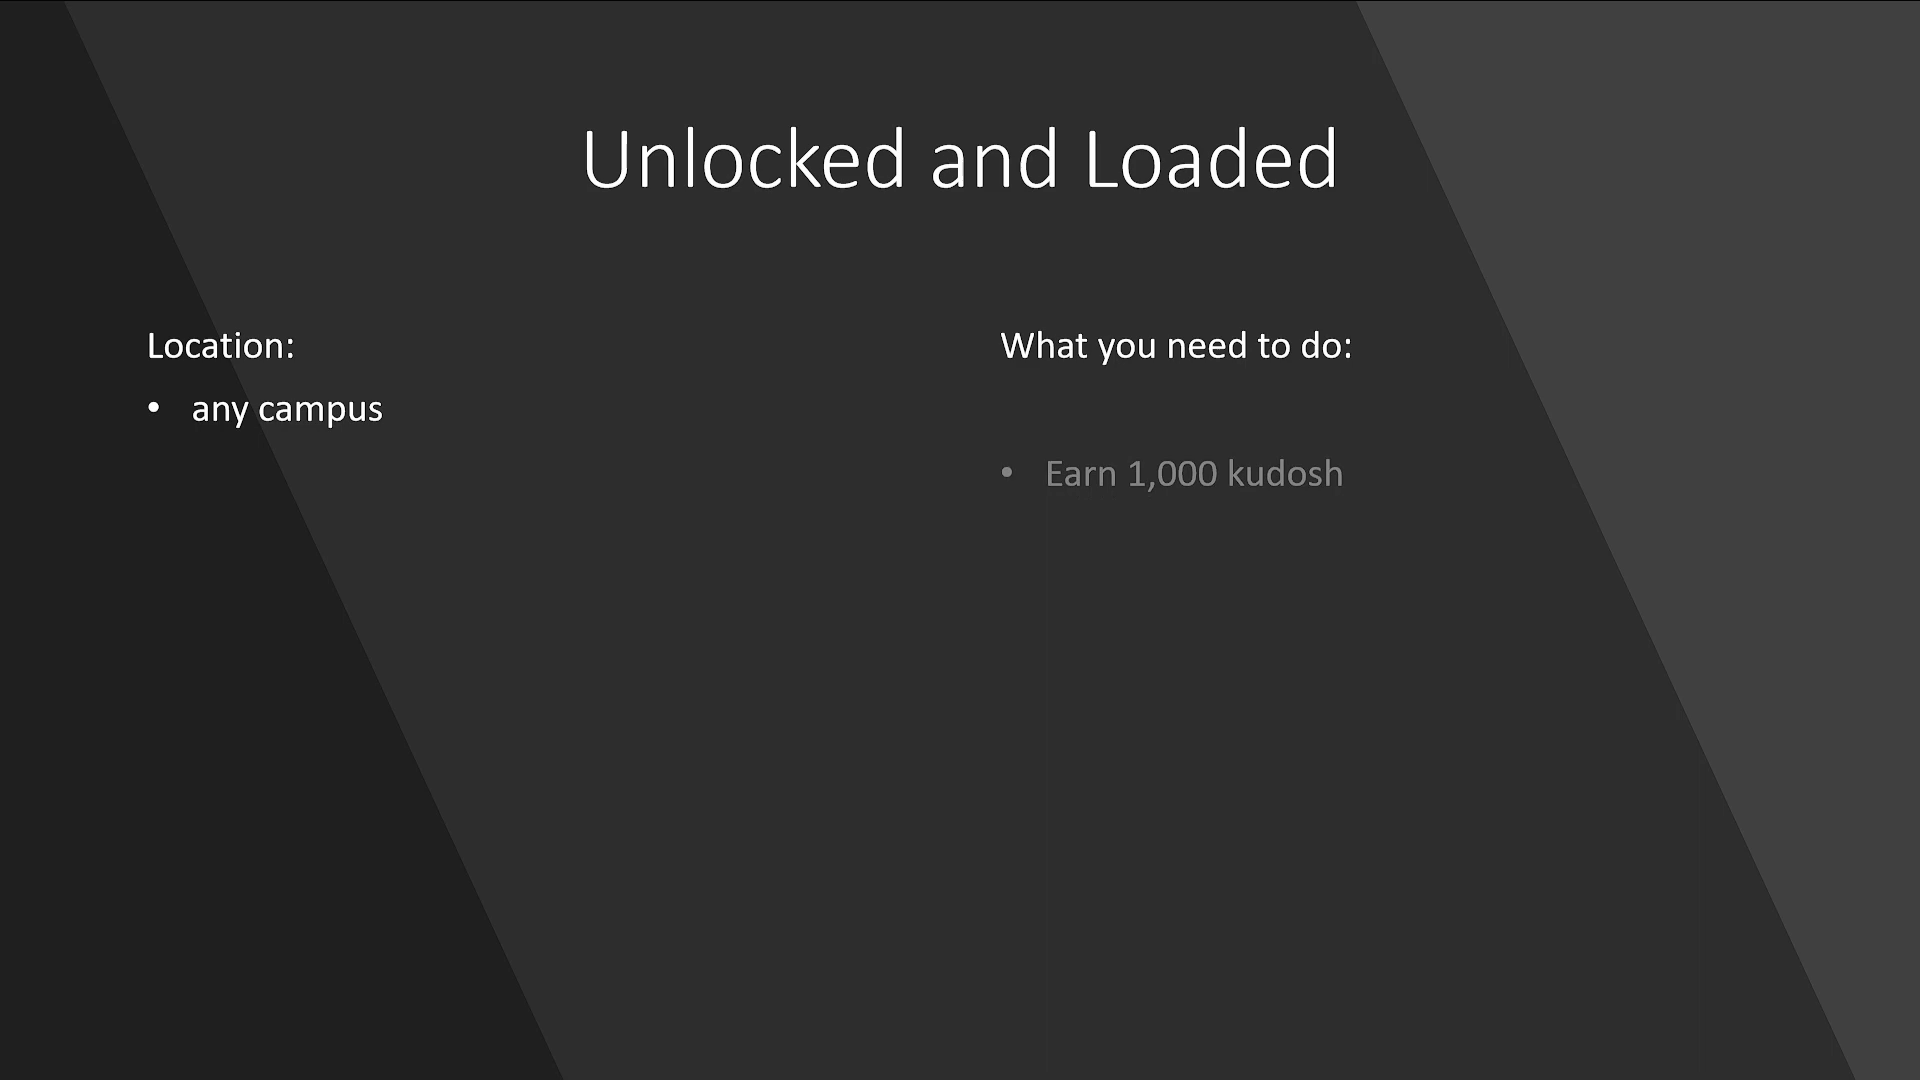 Unlocked and Loaded
Location:
• any campus
What you need to do:
• Earn 1,000 kudosh